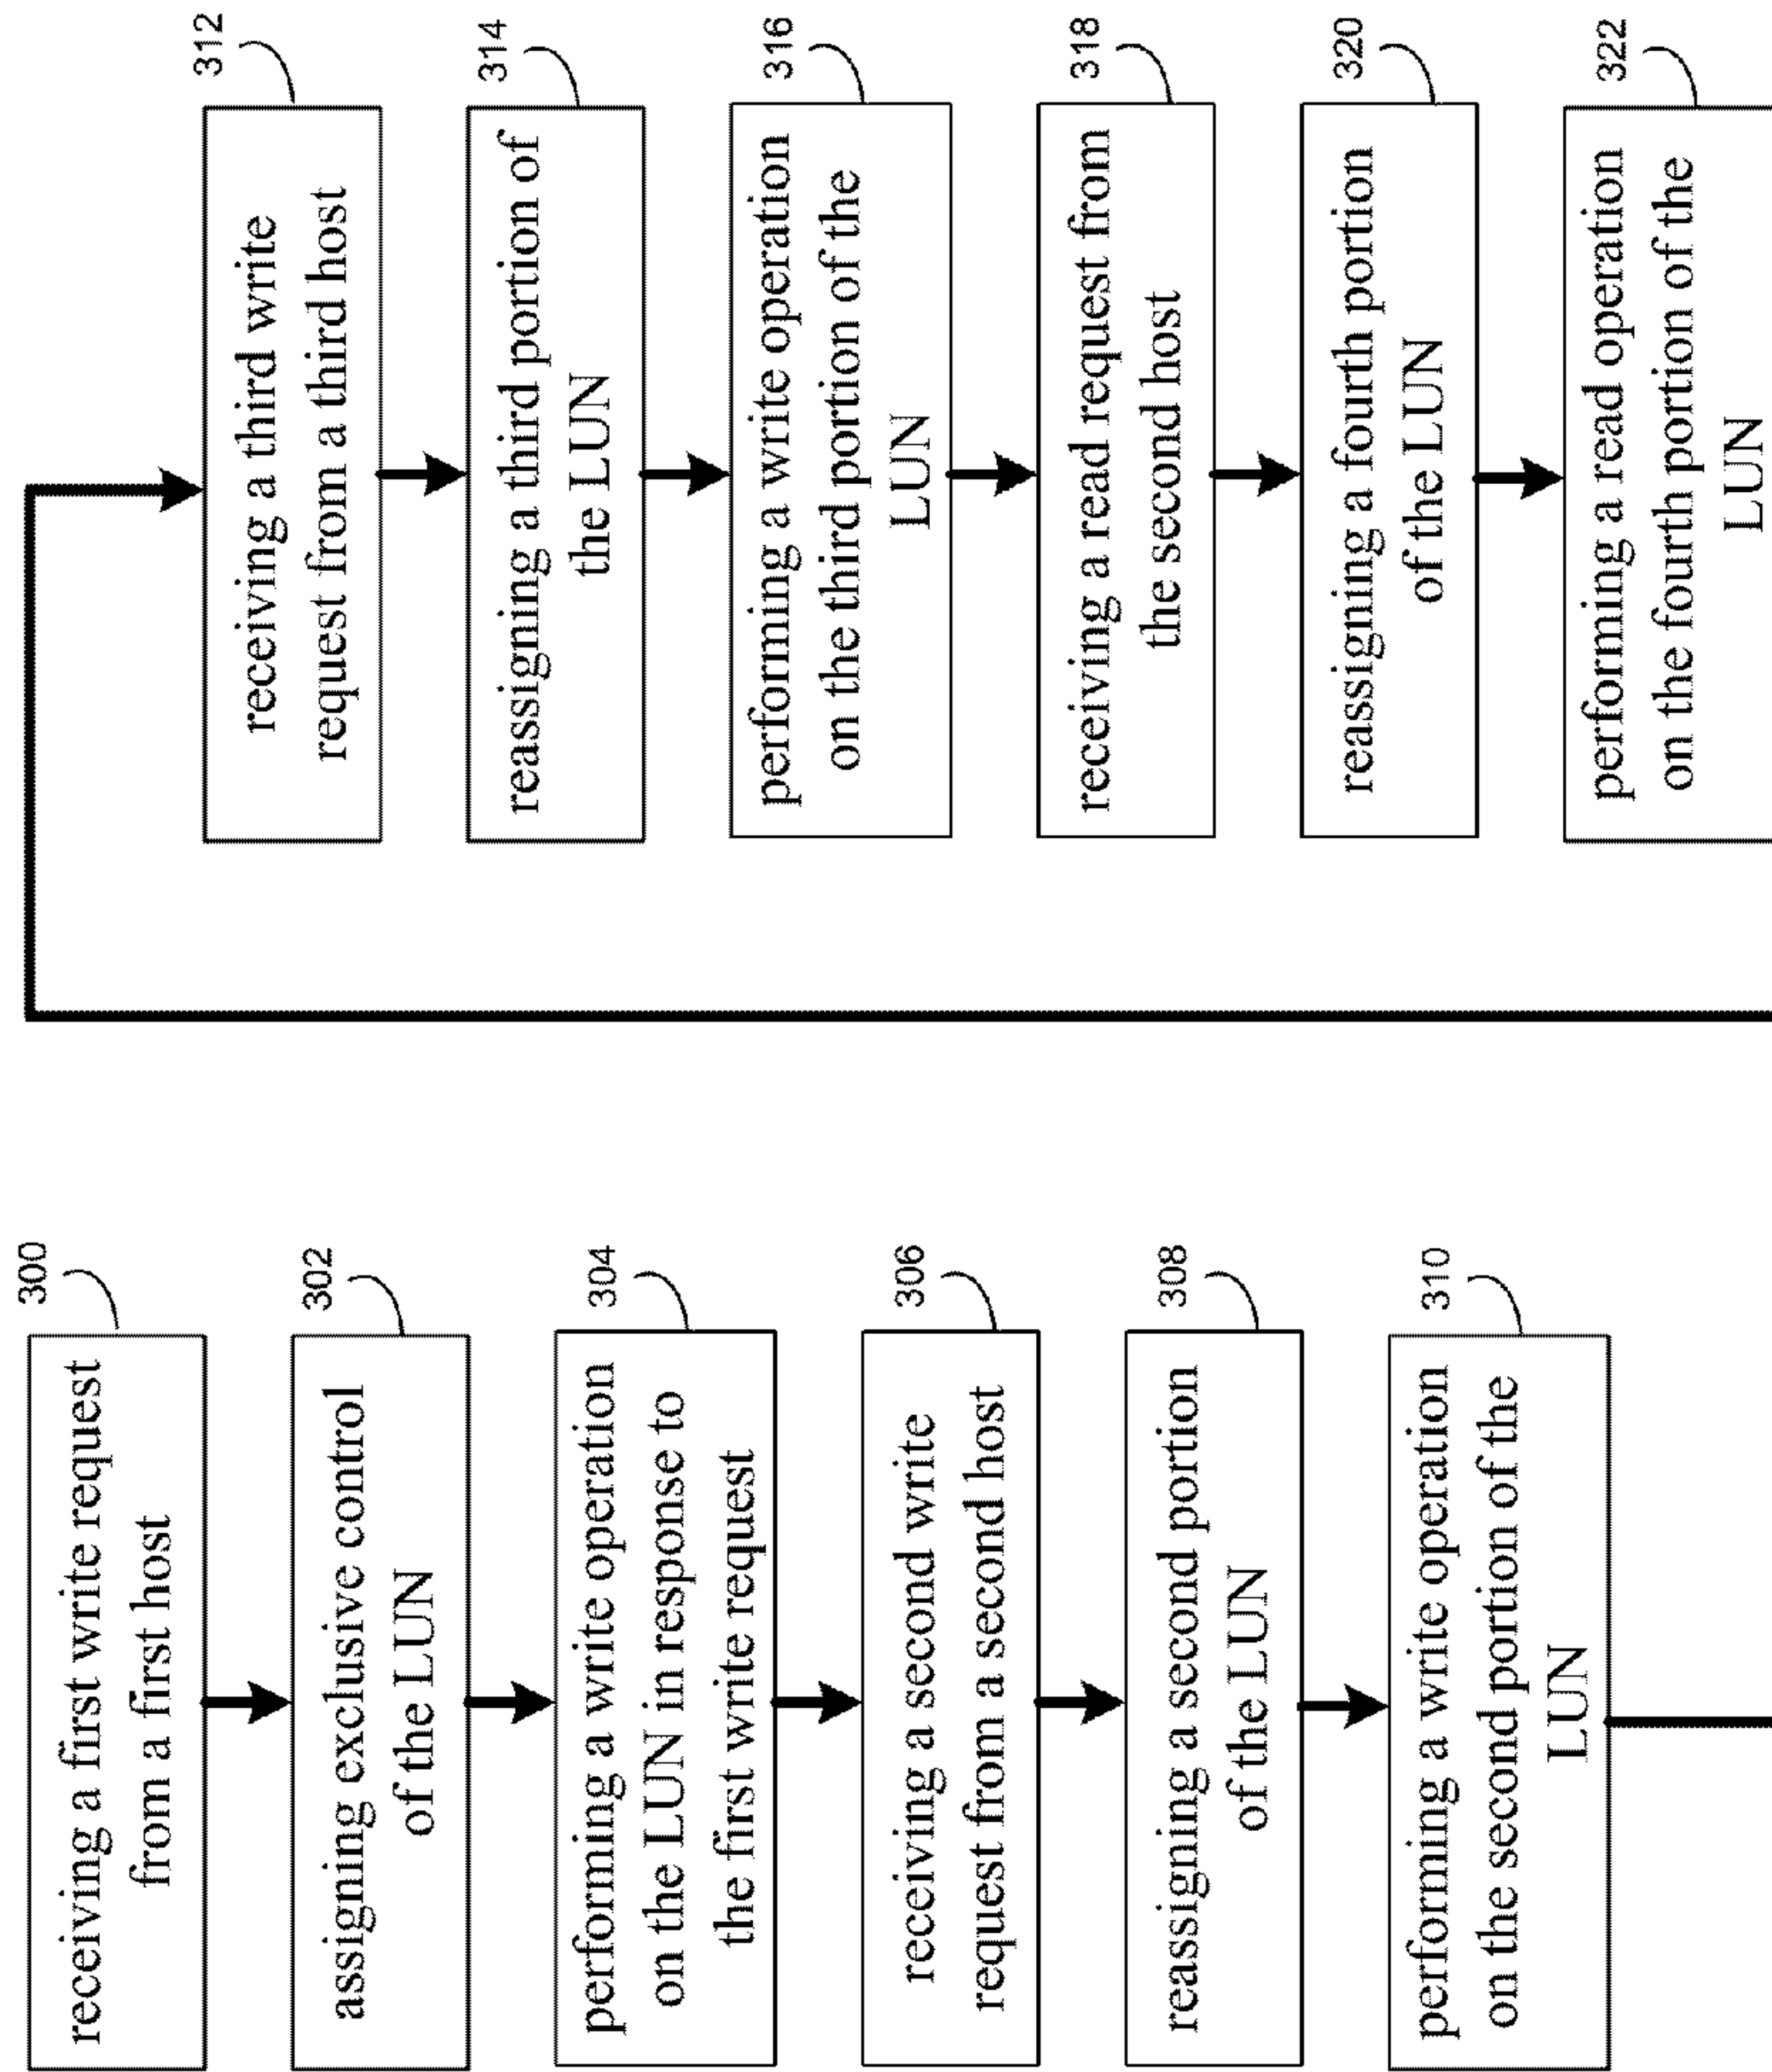 300
receiving a first write request
from a first host
302
assigning exclusive control
of the LUN
304
performing a write operation
on the LUN in response to
the first write request
306
receiving a second write
request from a second host
308
reassigning a second portion
of the LUN
310
performing a write operation
on the second portion of the
LUN
312
receiving a third write
request from a third host
314
reassigning a third portion of
the LUN
316
performing a write operation
on the third portion of the
LUN
318
receiving a read request from
the second host
320
reassigning a fourth portion
of the LUN
322
performing a read operation
on the fourth portion of the
LUN